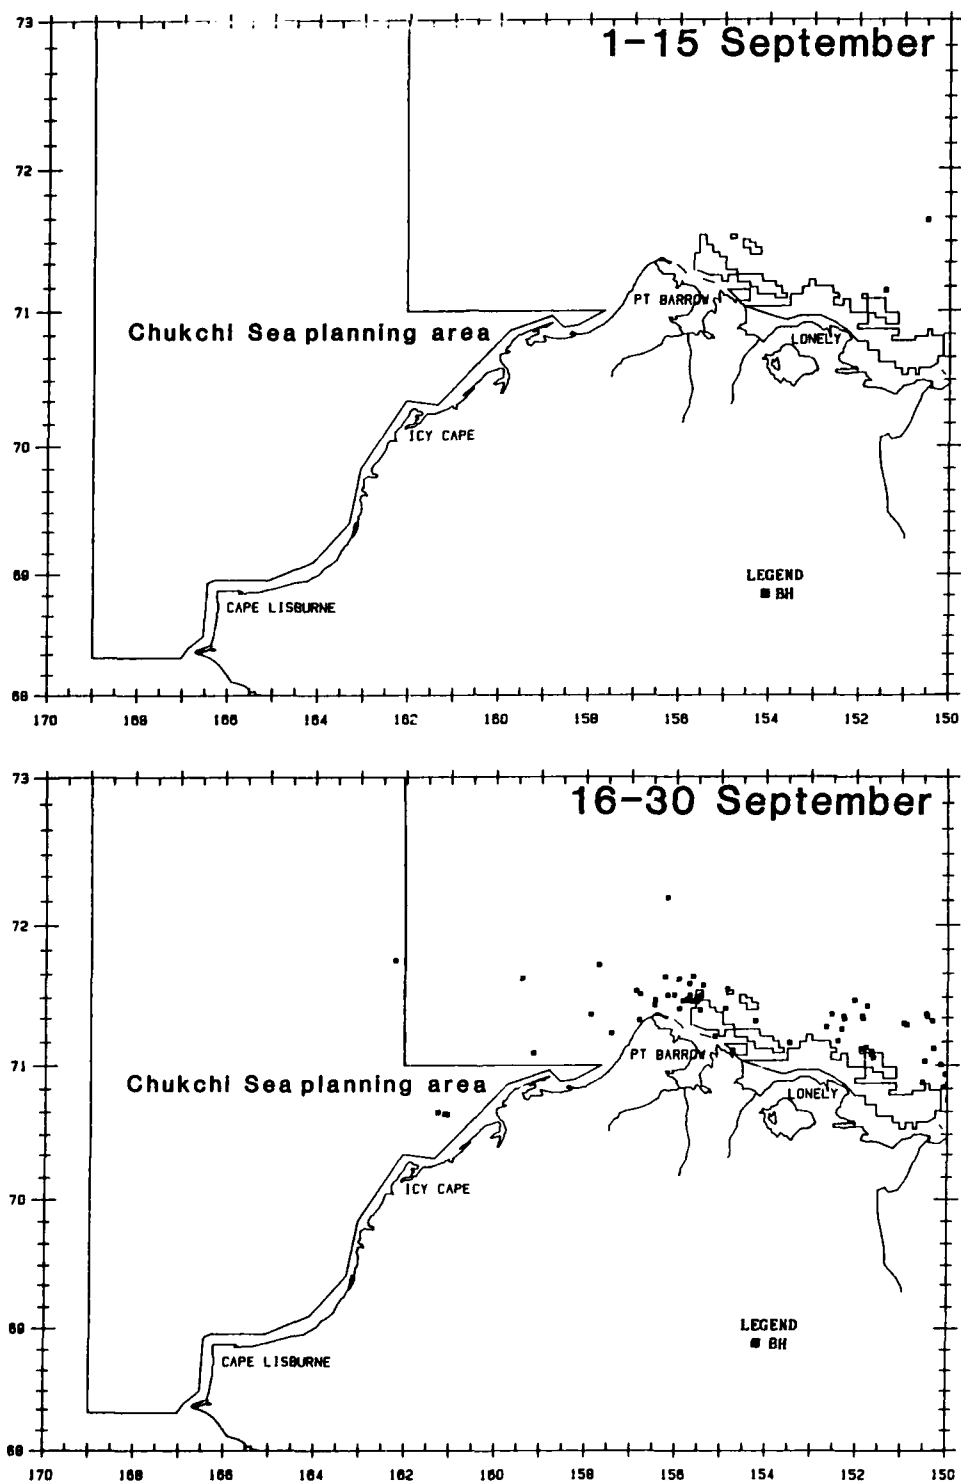 1-15 September
73
72
71
70
69
68
PT BARROW
Chukchi Sea planning area
LONELY
ICY CAPE
LEGEND
BH
CAPE LISBURNE
170 168 166 164 162 160 158 156 154 152 150
16-30 September
73
72
71
70
69
68
PT BARROW
Chukchi Sea planning area
LONELY
ICY CAPE
LEGEND
BH
CAPE LISBURNE
170 168 166 164 162 160 158 156 154 152 150